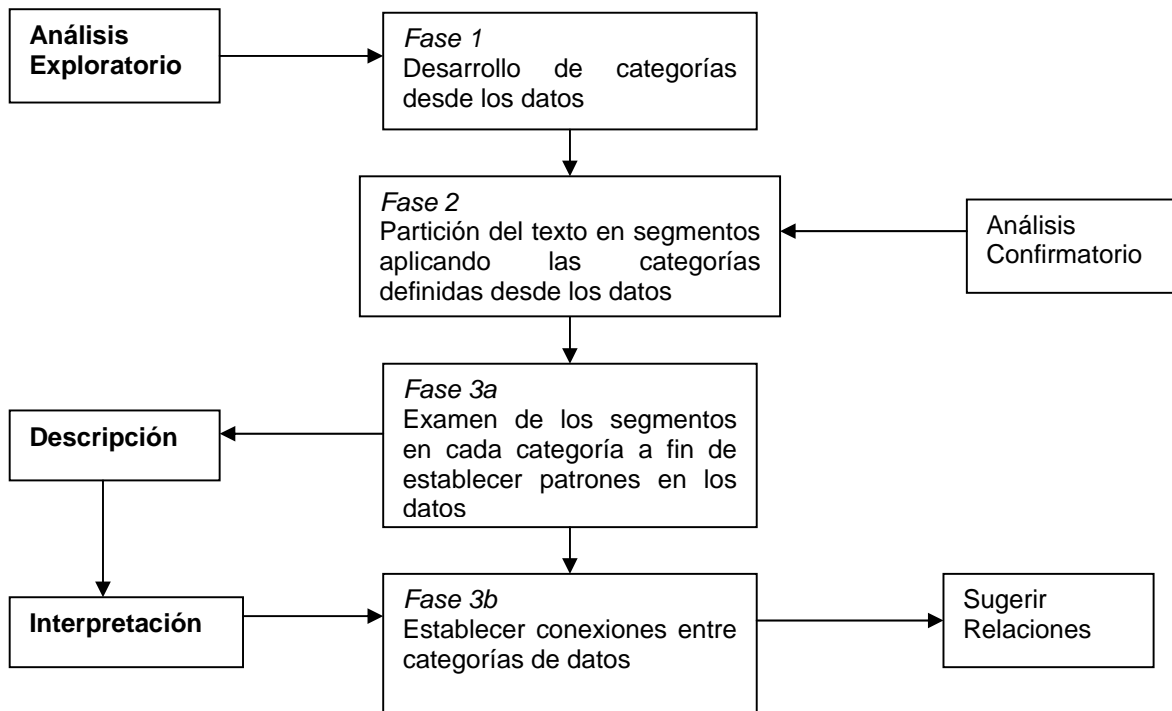 Análisis
Exploratorio
Fase 1
Desarrollo de categorías
desde los datos
Fase 2
Partición del texto en segmentos
aplicando las categorías
definidas desde los datos
Análisis
Confirmatorio
Fase 3a
Examen de los segmentos
en cada categoría a fin de
establecer patrones en los
datos
Descripción
Interpretación
Fase 3b
Establecer conexiones entre
categorías de datos
Sugerir
Relaciones